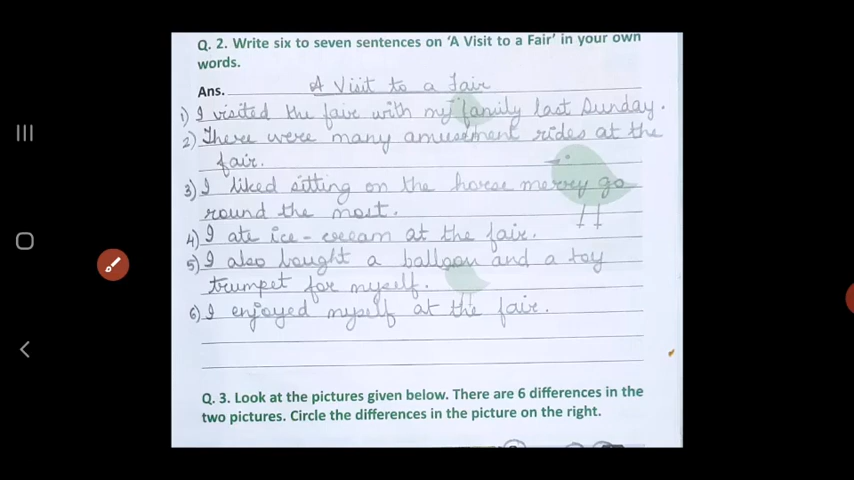 Q. 2. Write six to seven sentences on 'A Visit to a Fair' in your own
words.
Ans. A Visit to a Fair
1) I visited the fair with my family last Sunday.
2) There were many amusement rides at the
fair.
3) I liked sitting on the horse merry go
round the most.
4) I ate ice-cream at the fair.
5) I also bought a balloon and a toy
trumpet for myself.
6) I enjoyed myself at the fair.
Q. 3. Look at the pictures given below. There are 6 differences in the
two pictures. Circle the differences in the picture on the right.